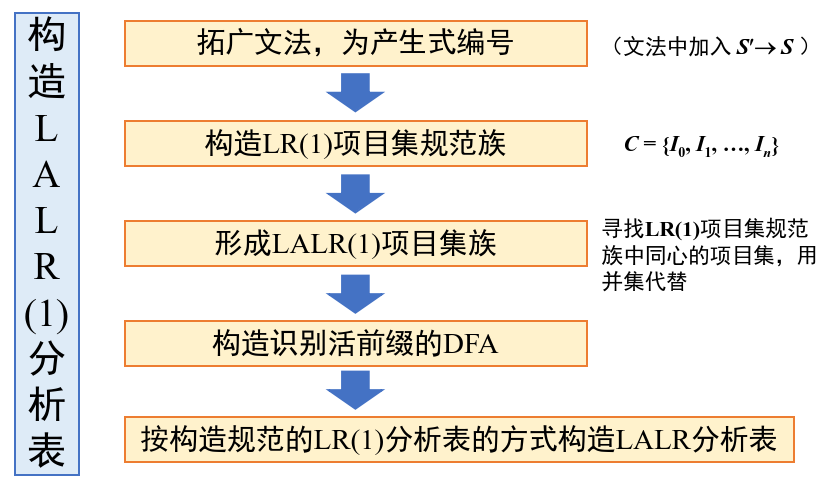 构造LALR(1)分析表
拓广文法，为产生式编号
（文法中加入 S'→ S ）
构造LR(1)项目集规范族
C = {I0, I1, …, In}
形成LALR(1)项目集族
寻找LR(1)项目集规范
族中同心的项目集，用
并集代替
构造识别活前缀的DFA
按构造规范的LR(1)分析表的方式构造LALR分析表